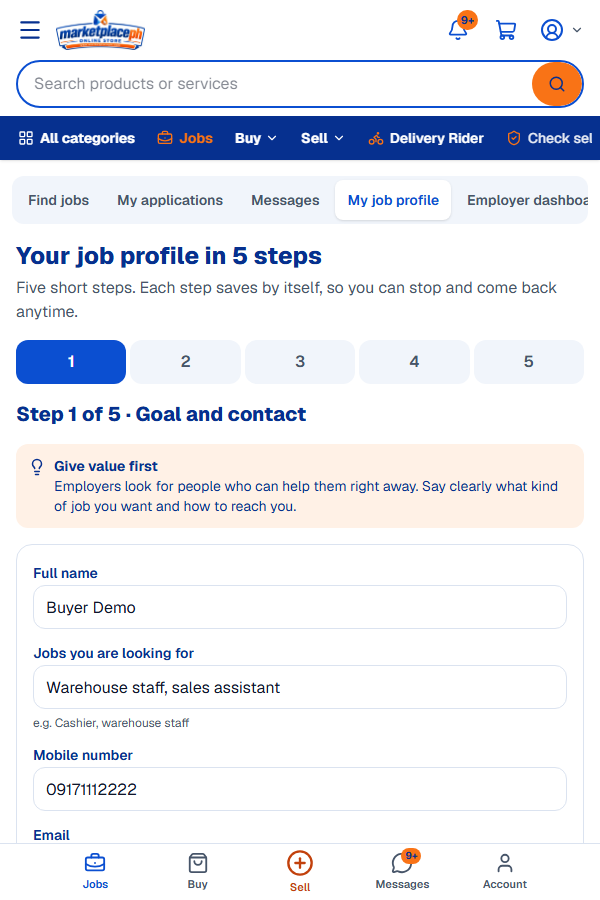 marketplaceph
ONLINE STORE
9+
Search products or services
All categories
Jobs
Buy
Sell
Delivery Rider
Check sel
Find jobs
My applications
Messages
My job profile
Employer dashboa
Your job profile in 5 steps
Five short steps. Each step saves by itself, so you can stop and come back
anytime.
1
2
3
4
5
Step 1 of 5 · Goal and contact
Give value first
Employers look for people who can help them right away. Say clearly what kind
of job you want and how to reach you.
Full name
Buyer Demo
Jobs you are looking for
Warehouse staff, sales assistant
e.g. Cashier, warehouse staff
Mobile number
09171112222
Email
9+
Jobs
Buy
Sell
Messages
Account